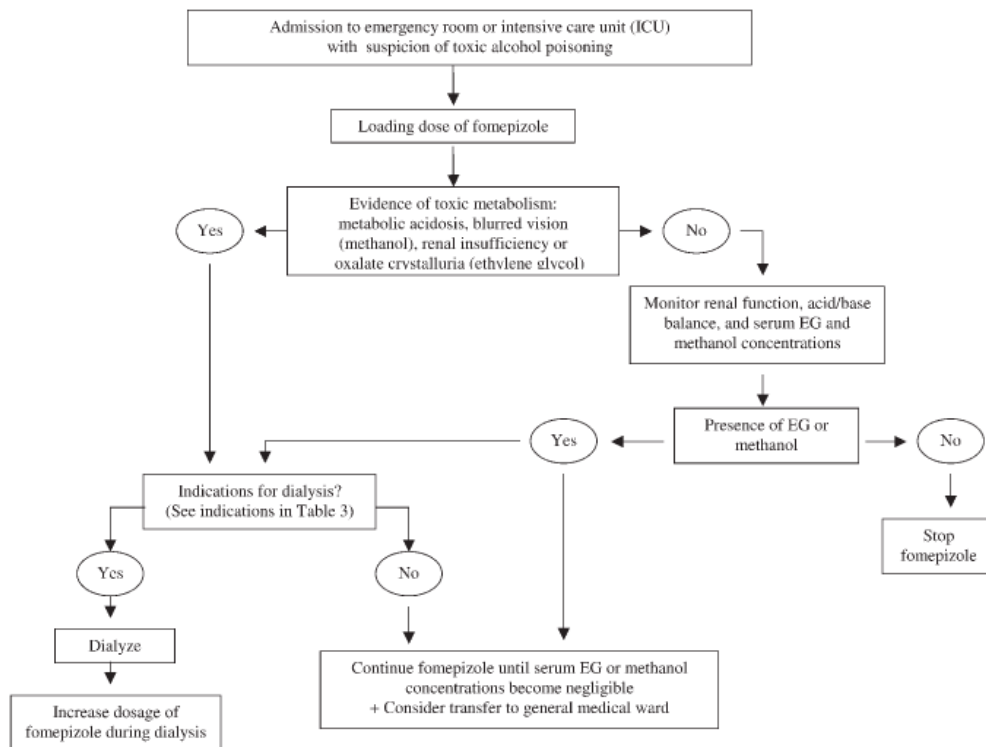 Admission to emergency room or intensive care unit (ICU)
with suspicion of toxic alcohol poisoning
Loading dose of fomepizole
Evidence of toxic metabolism:
metabolic acidosis, blurred vision
(methanol), renal insufficiency or
oxalate crystalluria (ethylene glycol)
Yes
No
Monitor renal function, acid/base
balance, and serum EG and
methanol concentrations
Presence of EG or
methanol
Yes
No
Indications for dialysis?
(See indications in Table 3)
Stop
fomepizole
Yes
No
Dialyze
Continue fomepizole until serum EG or methanol
concentrations become negligible
+ Consider transfer to general medical ward
Increase dosage of
fomepizole during dialysis